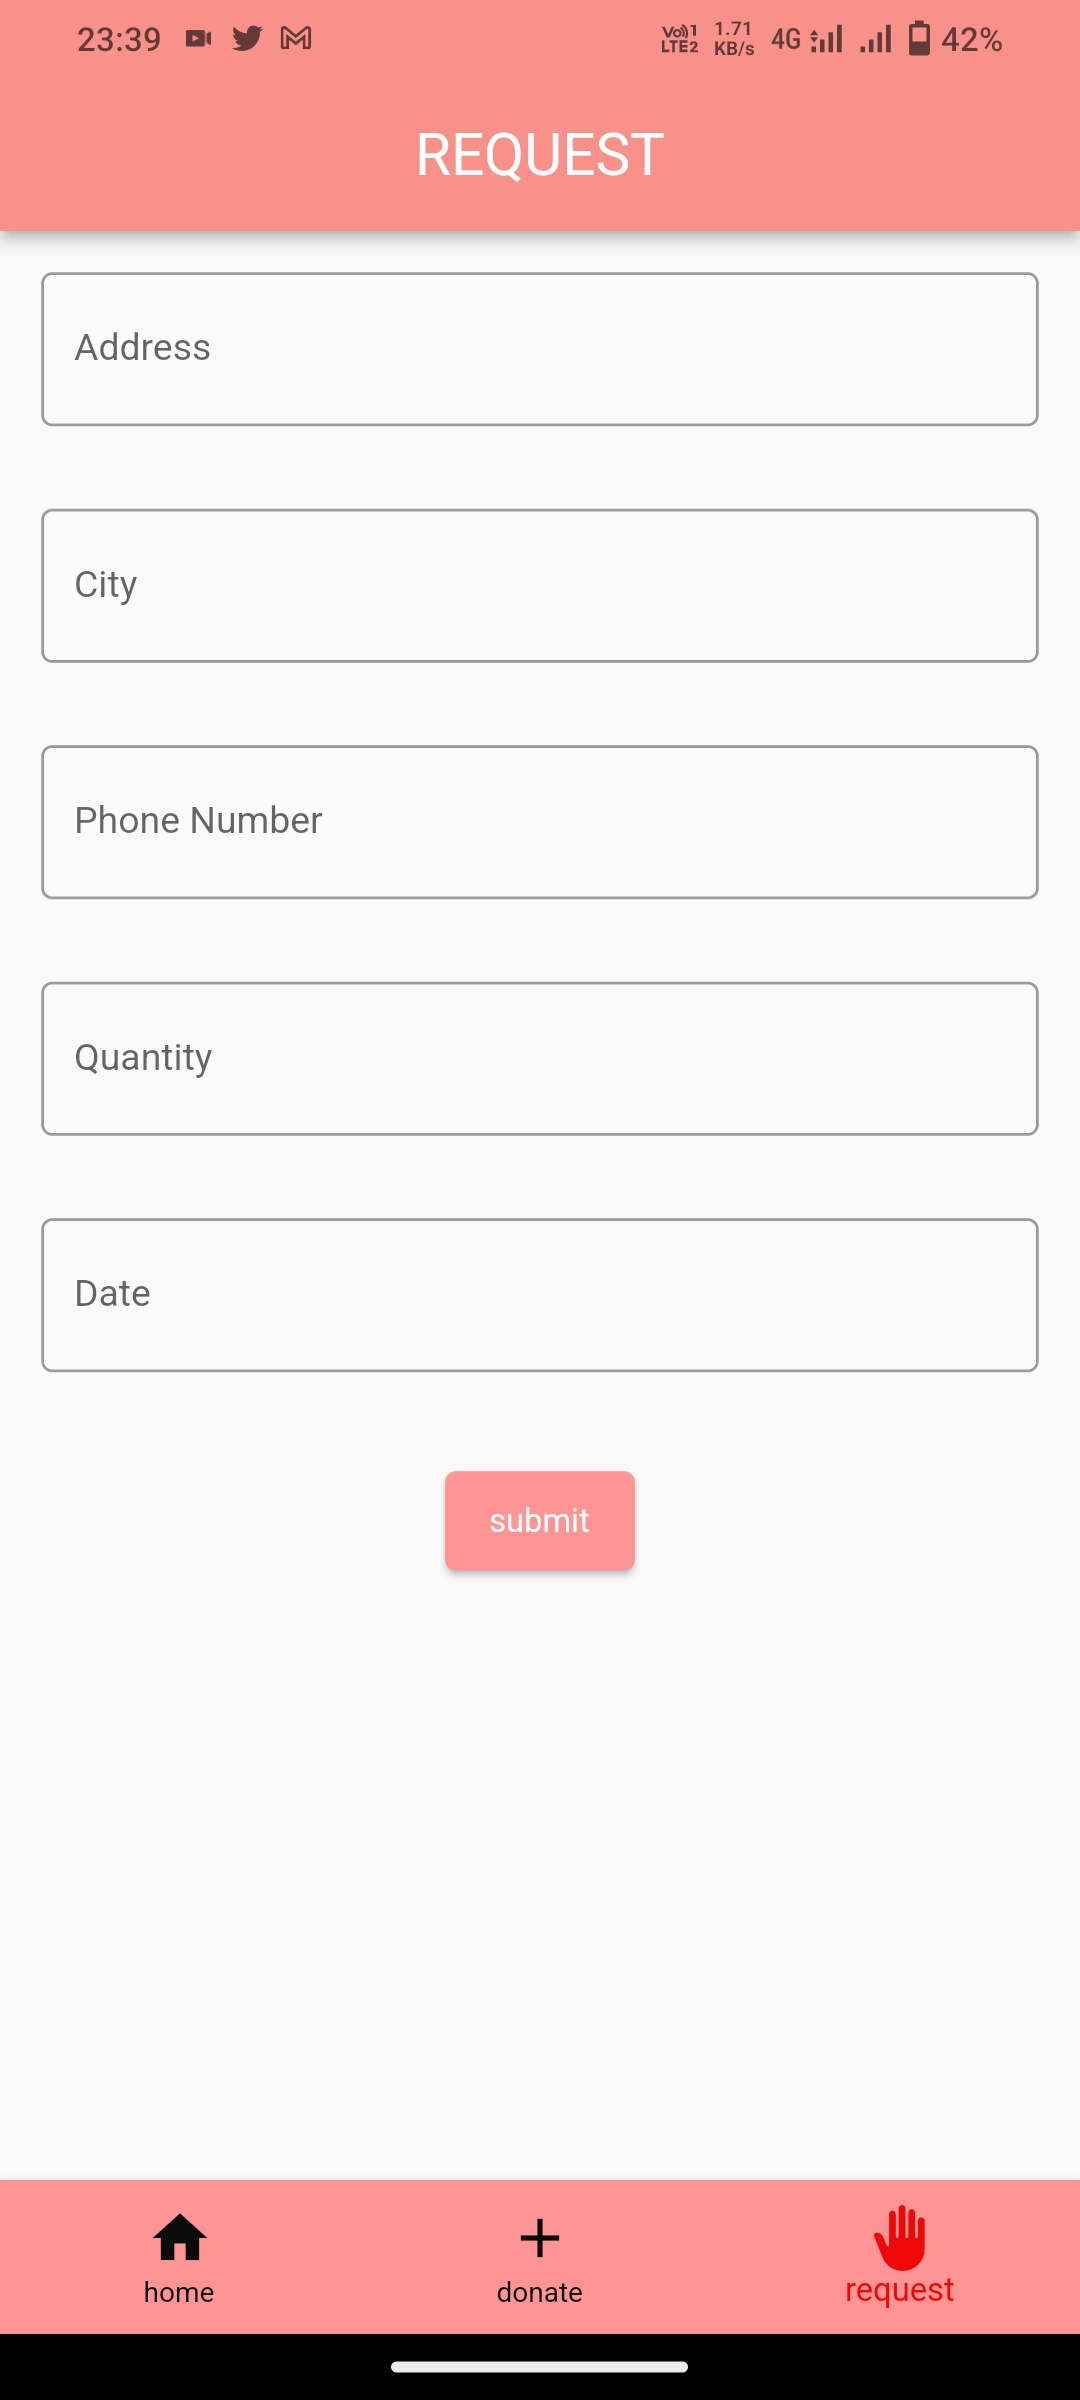 23:39 Vo))1 LTE2 1.71 KB/s 4G 42%
REQUEST
Address
City
Phone Number
Quantity
Date
submit
home donate request